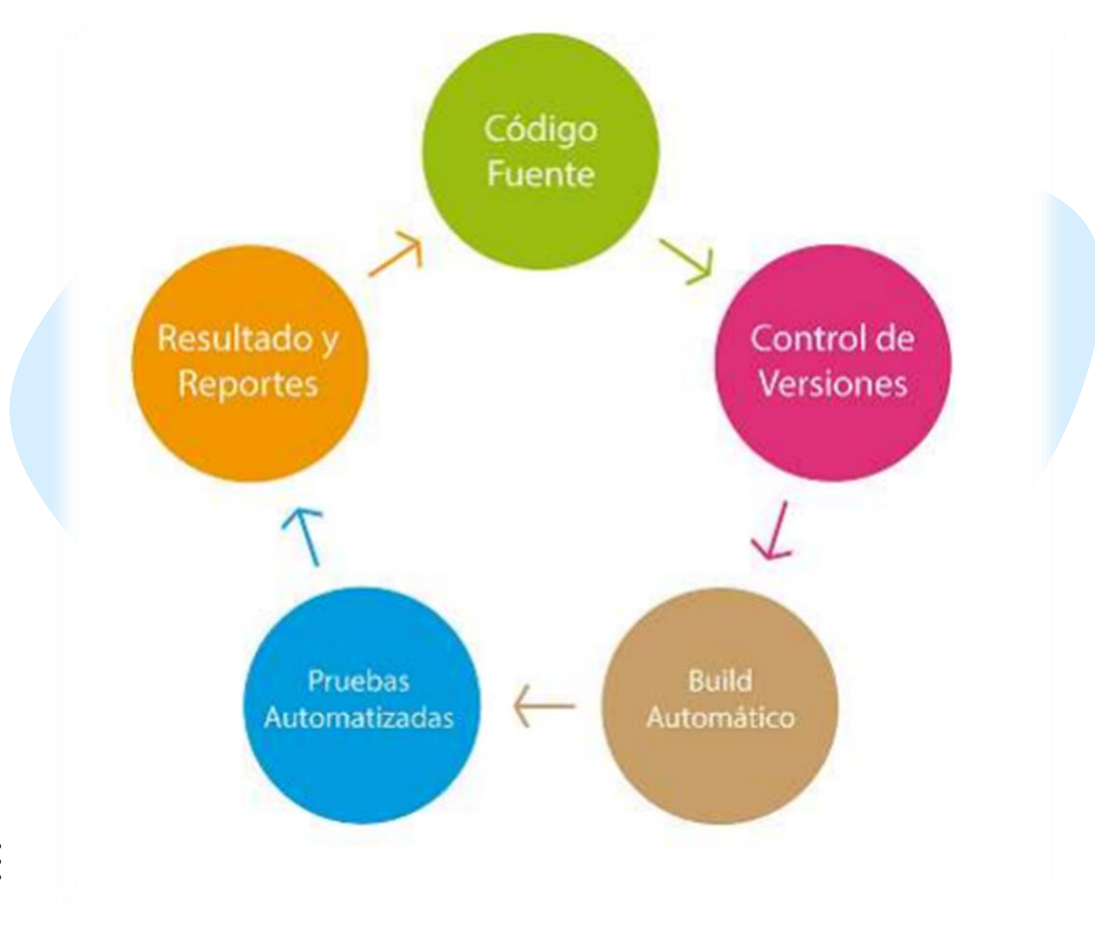 Código
Fuente
Control de
Versiones
Build
Automático
Pruebas
Automatizadas
Resultado y
Reportes